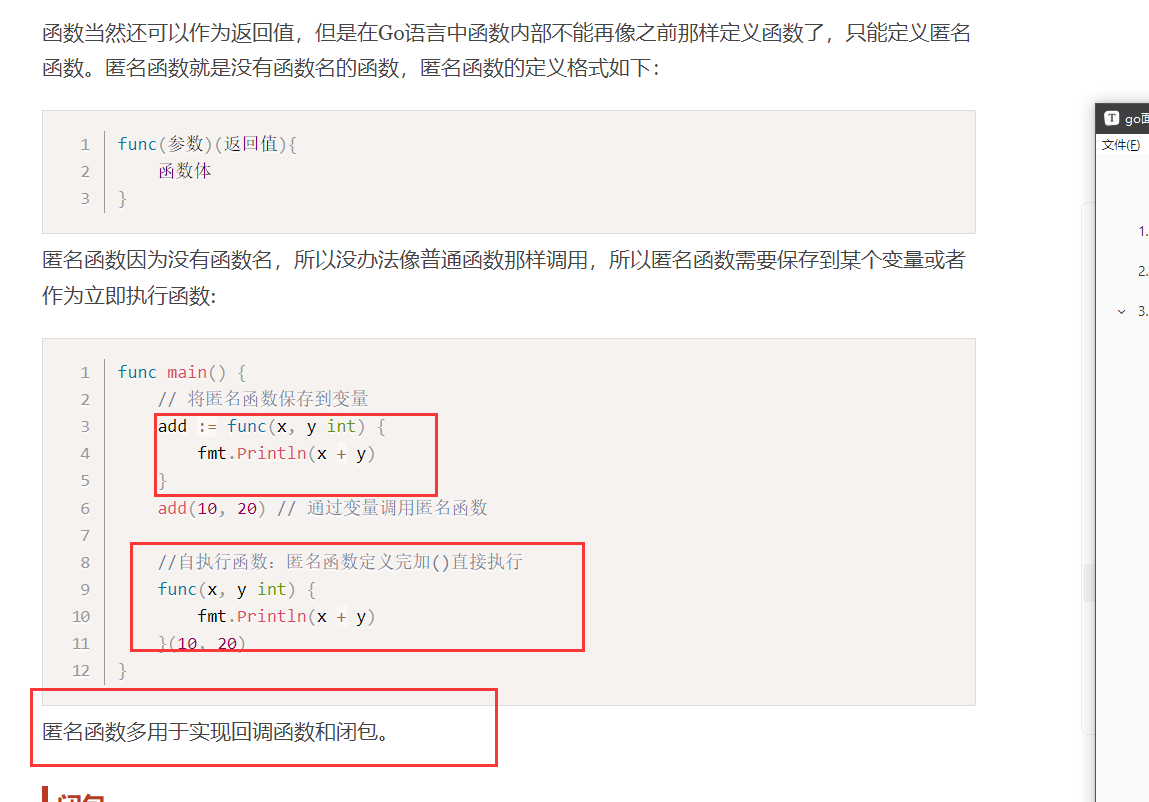 函数当然还可以作为返回值，但是在Go语言中函数内部不能再像之前那样定义函数了，只能定义匿名
函数。匿名函数就是没有函数名的函数，匿名函数的定义格式如下：
1 func(参数)(返回值){
2     函数体
3 }
匿名函数因为没有函数名，所以没办法像普通函数那样调用，所以匿名函数需要保存到某个变量或者
作为立即执行函数:
1 func main() {
2     // 将匿名函数保存到变量
3     add := func(x, y int) {
4         fmt.Println(x + y)
5     }
6     add(10, 20) // 通过变量调用匿名函数
7
8     //自执行函数：匿名函数定义完加()直接执行
9     func(x, y int) {
10         fmt.Println(x + y)
11     }(10, 20)
12 }
匿名函数多用于实现回调函数和闭包。
闭包
T go面
文件(F)
1.
2.
3.